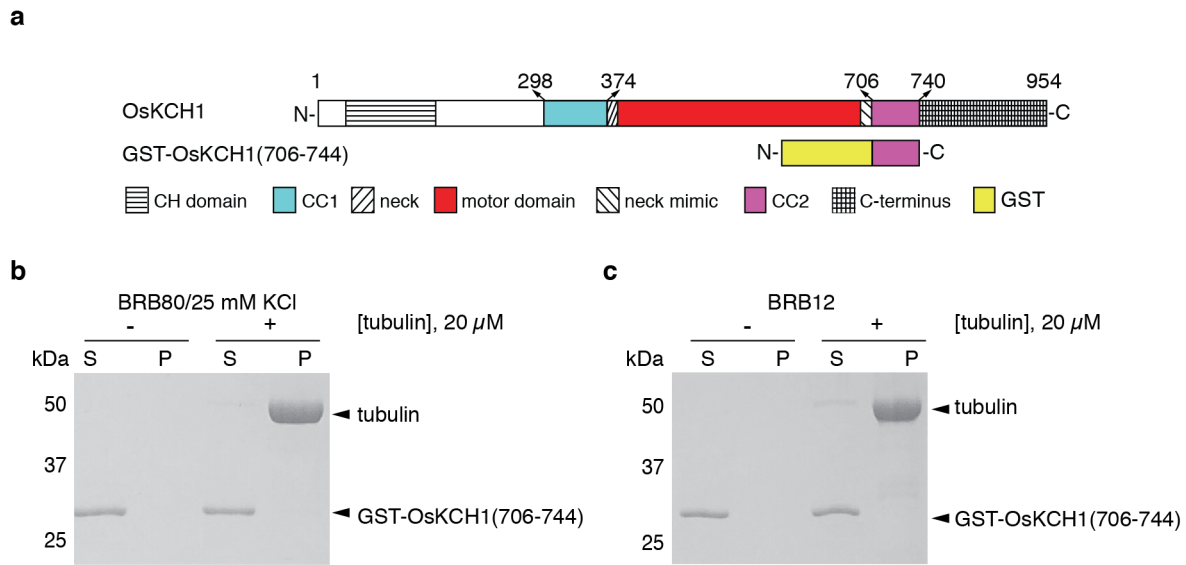 a
1 298 374 706 740 954
OsKCH1 N- -C
GST-OsKCH1(706-744) N- -C
CH domain CC1 neck motor domain neck mimic CC2 C-terminus GST
b
BRB80/25 mM KCl
- + [tubulin], 20 µM
kDa S P S P
50 tubulin
37
GST-OsKCH1(706-744)
25
c
BRB12
- + [tubulin], 20 µM
kDa S P S P
50 tubulin
37
GST-OsKCH1(706-744)
25